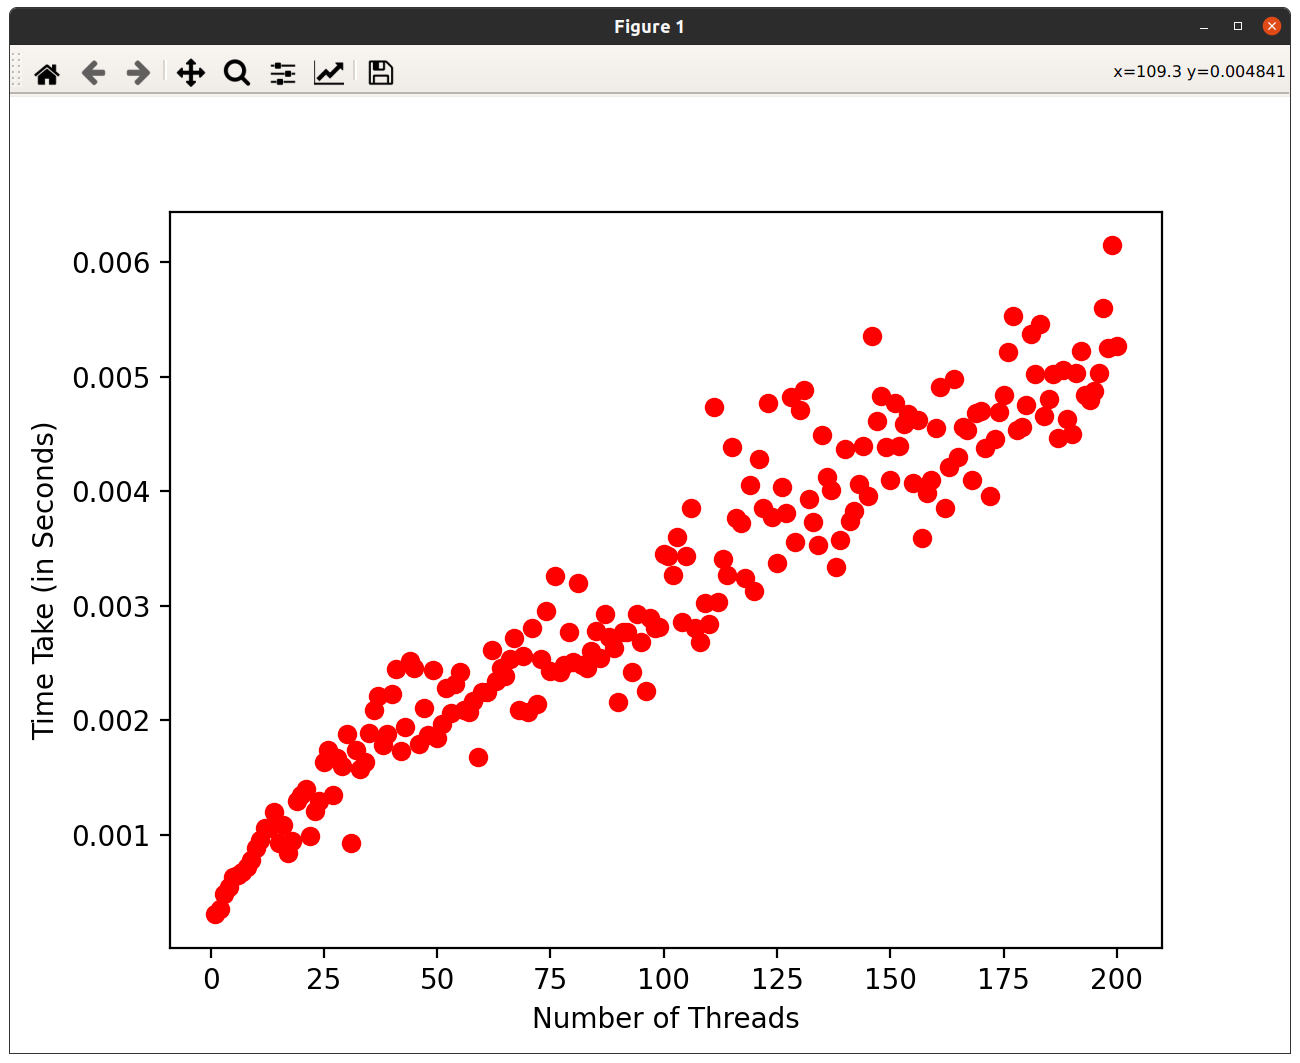 Figure 1
x=109.3 y=0.004841
0.006
0.005
0.004
0.003
0.002
0.001
Time Take (in Seconds)
0 25 50 75 100 125 150 175 200
Number of Threads